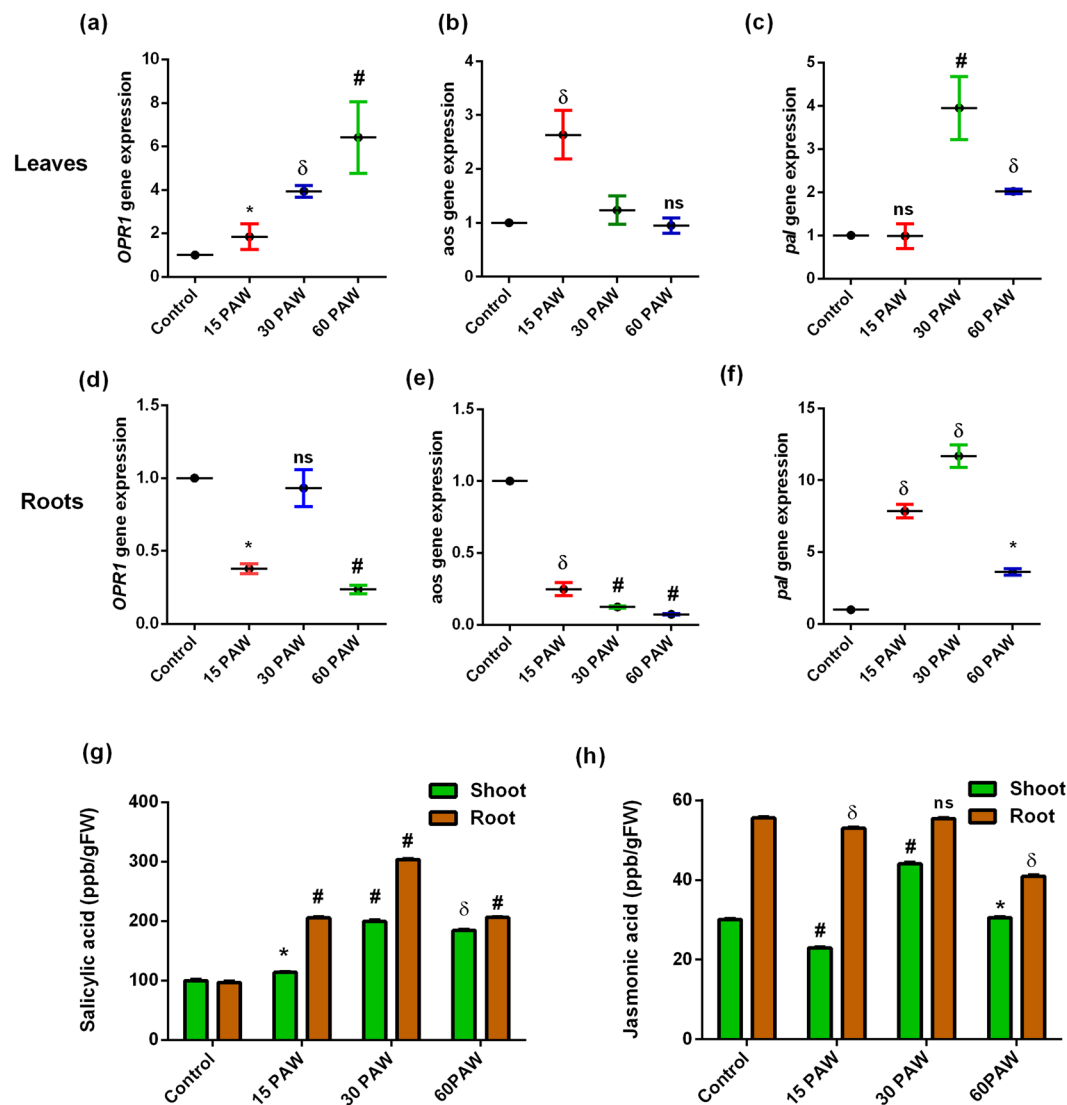 (a)
(b)
(c)
Leaves
OPR1 gene expression
10
8
6
4
2
0
*
δ
#
Control
15 PAW
30 PAW
60 PAW
aos gene expression
4
3
2
1
0
δ
ns
Control
15 PAW
30 PAW
60 PAW
pal gene expression
5
4
3
2
1
0
ns
#
δ
Control
15 PAW
30 PAW
60 PAW
(d)
(e)
(f)
Roots
OPR1 gene expression
1.5
1.0
0.5
0.0
*
ns
#
Control
15 PAW
30 PAW
60 PAW
aos gene expression
1.5
1.0
0.5
0.0
δ
#
#
Control
15 PAW
30 PAW
60 PAW
pal gene expression
15
10
5
0
δ
δ
*
Control
15 PAW
30 PAW
60 PAW
(g)
Shoot
Root
Salicylic acid (ppb/gFW)
400
300
200
100
0
*
#
#
#
δ
#
Control
15 PAW
30 PAW
60PAW
(h)
Shoot
Root
Jasmonic acid (ppb/gFW)
60
40
20
0
#
δ
#
ns
*
δ
Control
15 PAW
30 PAW
60PAW